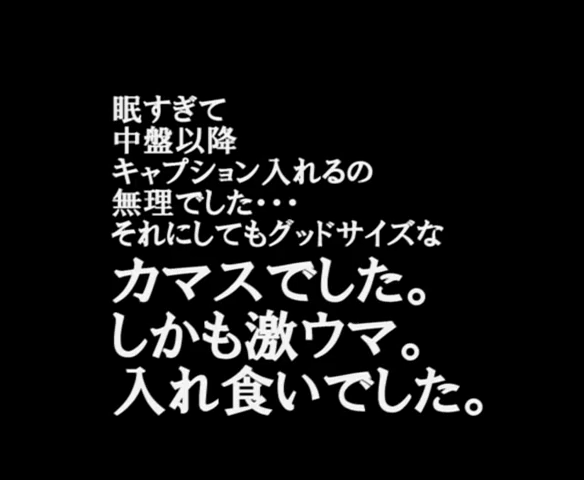 眠すぎて
中盤以降
キャプション入れるの
無理でした・・・
それにしてもグッドサイズな
カマスでした。
しかも激ウマ。
入れ食いでした。